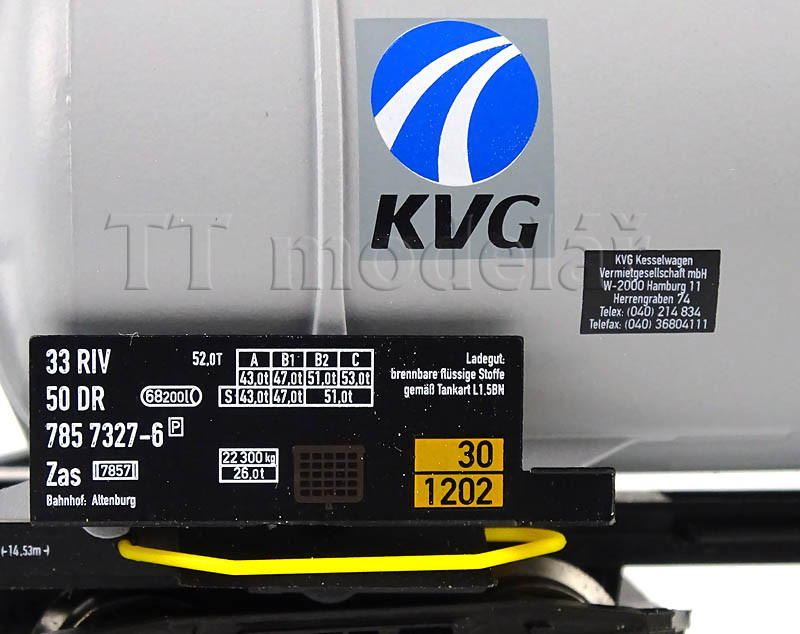 KVG
TT modelář
KVG Kesselwagen
Vermietgesellschaft mbH
W-2000 Hamburg 11
Herrengraben 74
Telex: (040) 214 834
Telefax: (040) 36804111
33 RIV
50 DR
785 7327-6 P
Zas 7857
Bahnhof: Altenburg
52,0T
68200l
A B1 B2 C
43,0t 47,0t 51,0t 53,0t
S 43,0t 47,0t 51,0t
22 300 kg
26,0t
Ladegut:
brennbare flüssige Stoffe
gemäß Tankart L1,5BN
30
1202
14,53m